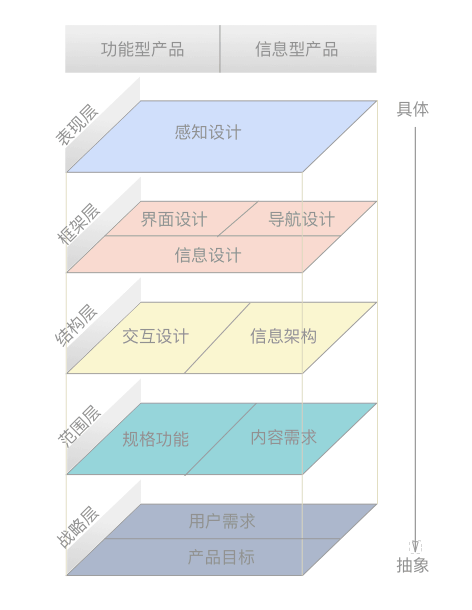 功能型产品 信息型产品
表现层
感知设计
具体
框架层
界面设计 导航设计
信息设计
结构层
交互设计 信息架构
范围层
规格功能 内容需求
战略层
用户需求
产品目标
抽象